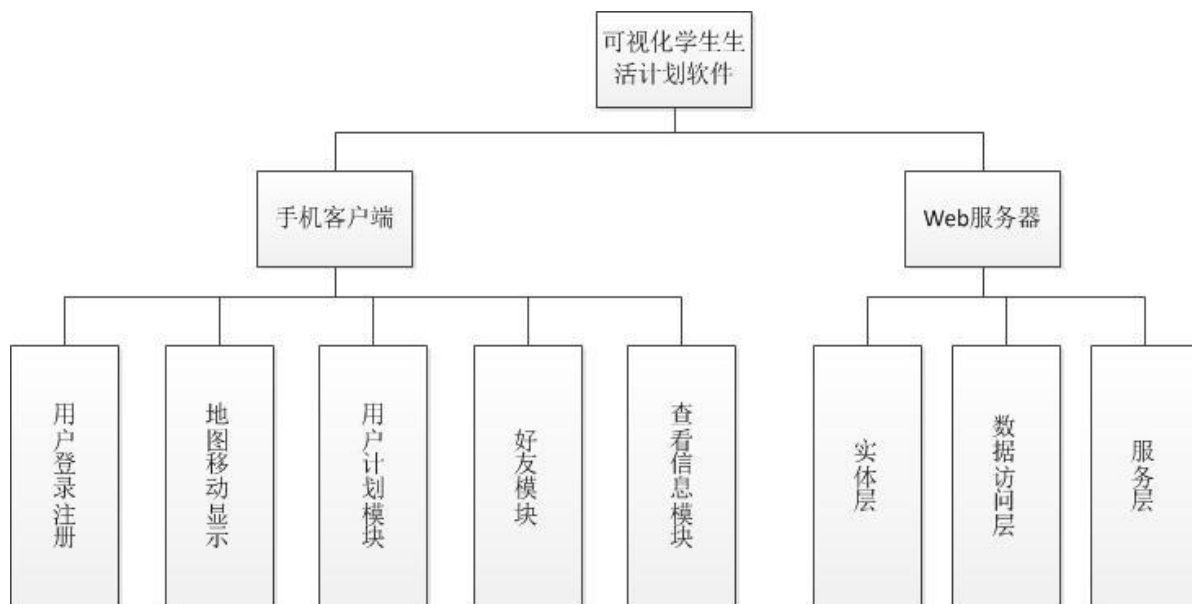 可视化学生生
活计划软件
手机客户端
Web服务器
用户登录注册
地图移动显示
用户计划模块
好友模块
查看信息模块
实体层
数据访问层
服务层